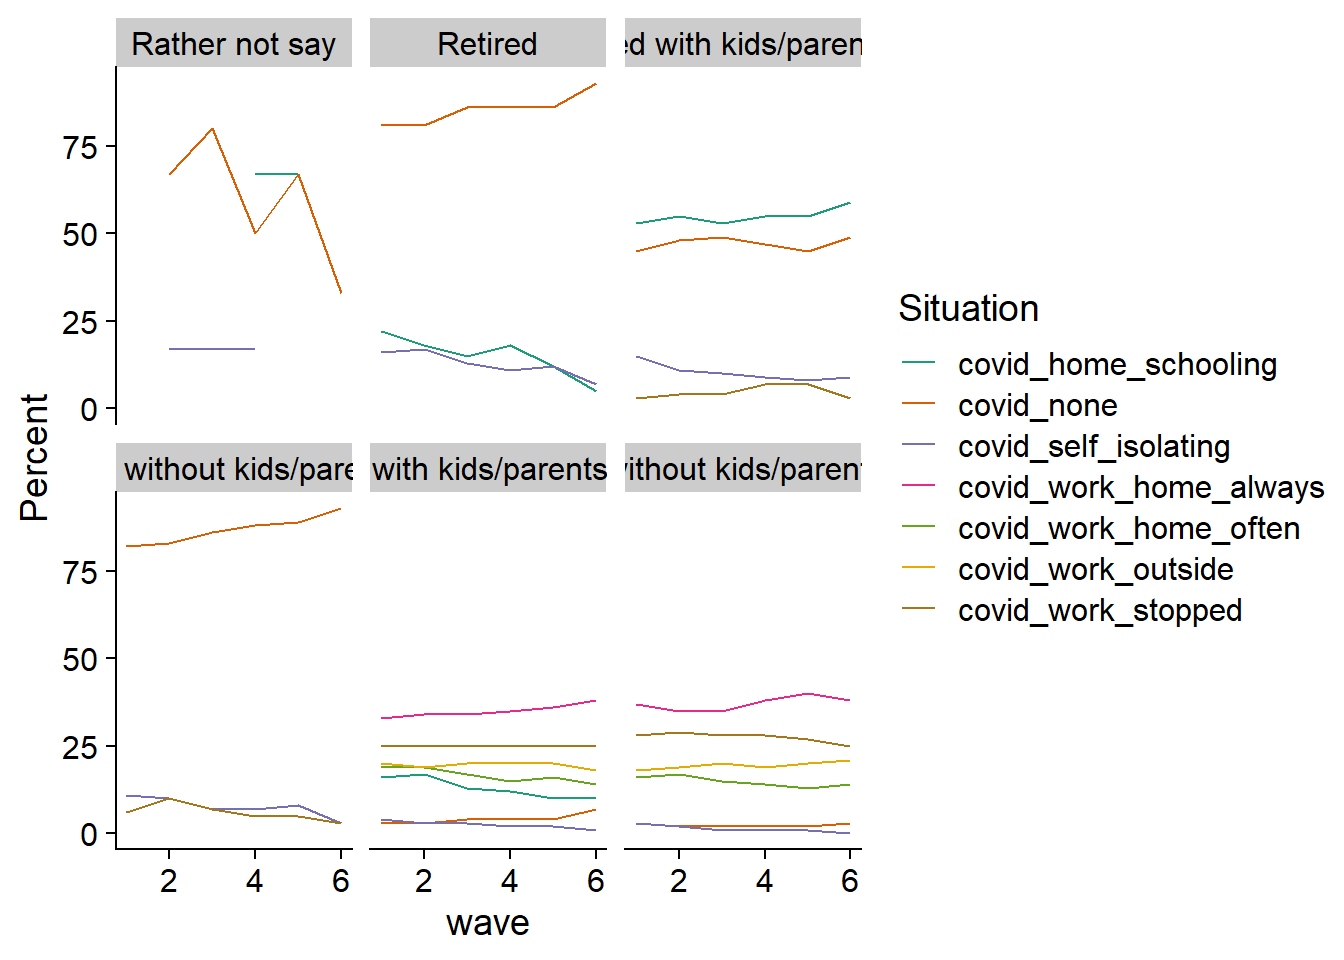 Rather not say
Retired
ed with kids/paren
75
50
25
0
without kids/pare
with kids/parents
without kids/parent
75
50
25
0
2 4 6
2 4 6
2 4 6
wave
Percent
Situation
covid_home_schooling
covid_none
covid_self_isolating
covid_work_home_always
covid_work_home_often
covid_work_outside
covid_work_stopped